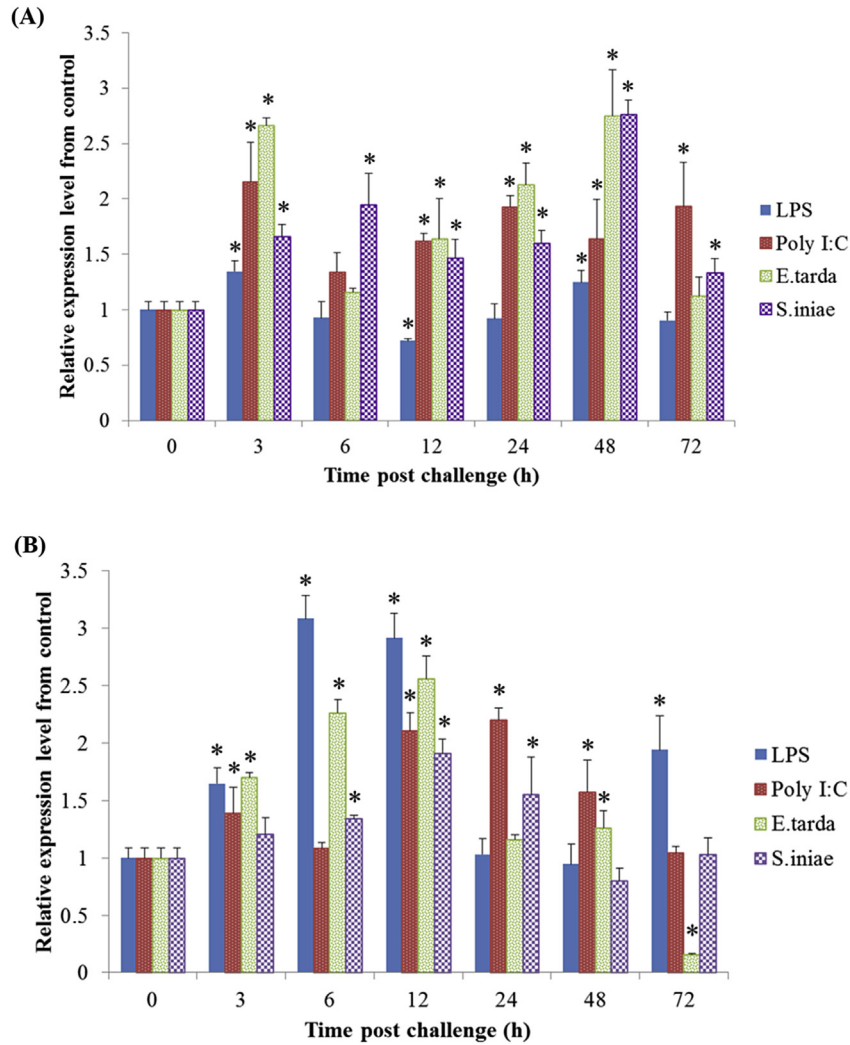 (A)
3.5
3
2.5
2
1.5
1
0.5
0
Relative expression level from control
* * * *
*
* * * *
* * *
* * * *
* *
0 3 6 12 24 48 72
Time post challenge (h)
LPS
Poly I:C
E.tarda
S.iniae
(B)
3.5
3
2.5
2
1.5
1
0.5
0
Relative expression level from control
* * *
* * *
* * * *
* *
* *
* *
0 3 6 12 24 48 72
Time post challenge (h)
LPS
Poly I:C
E.tarda
S.iniae